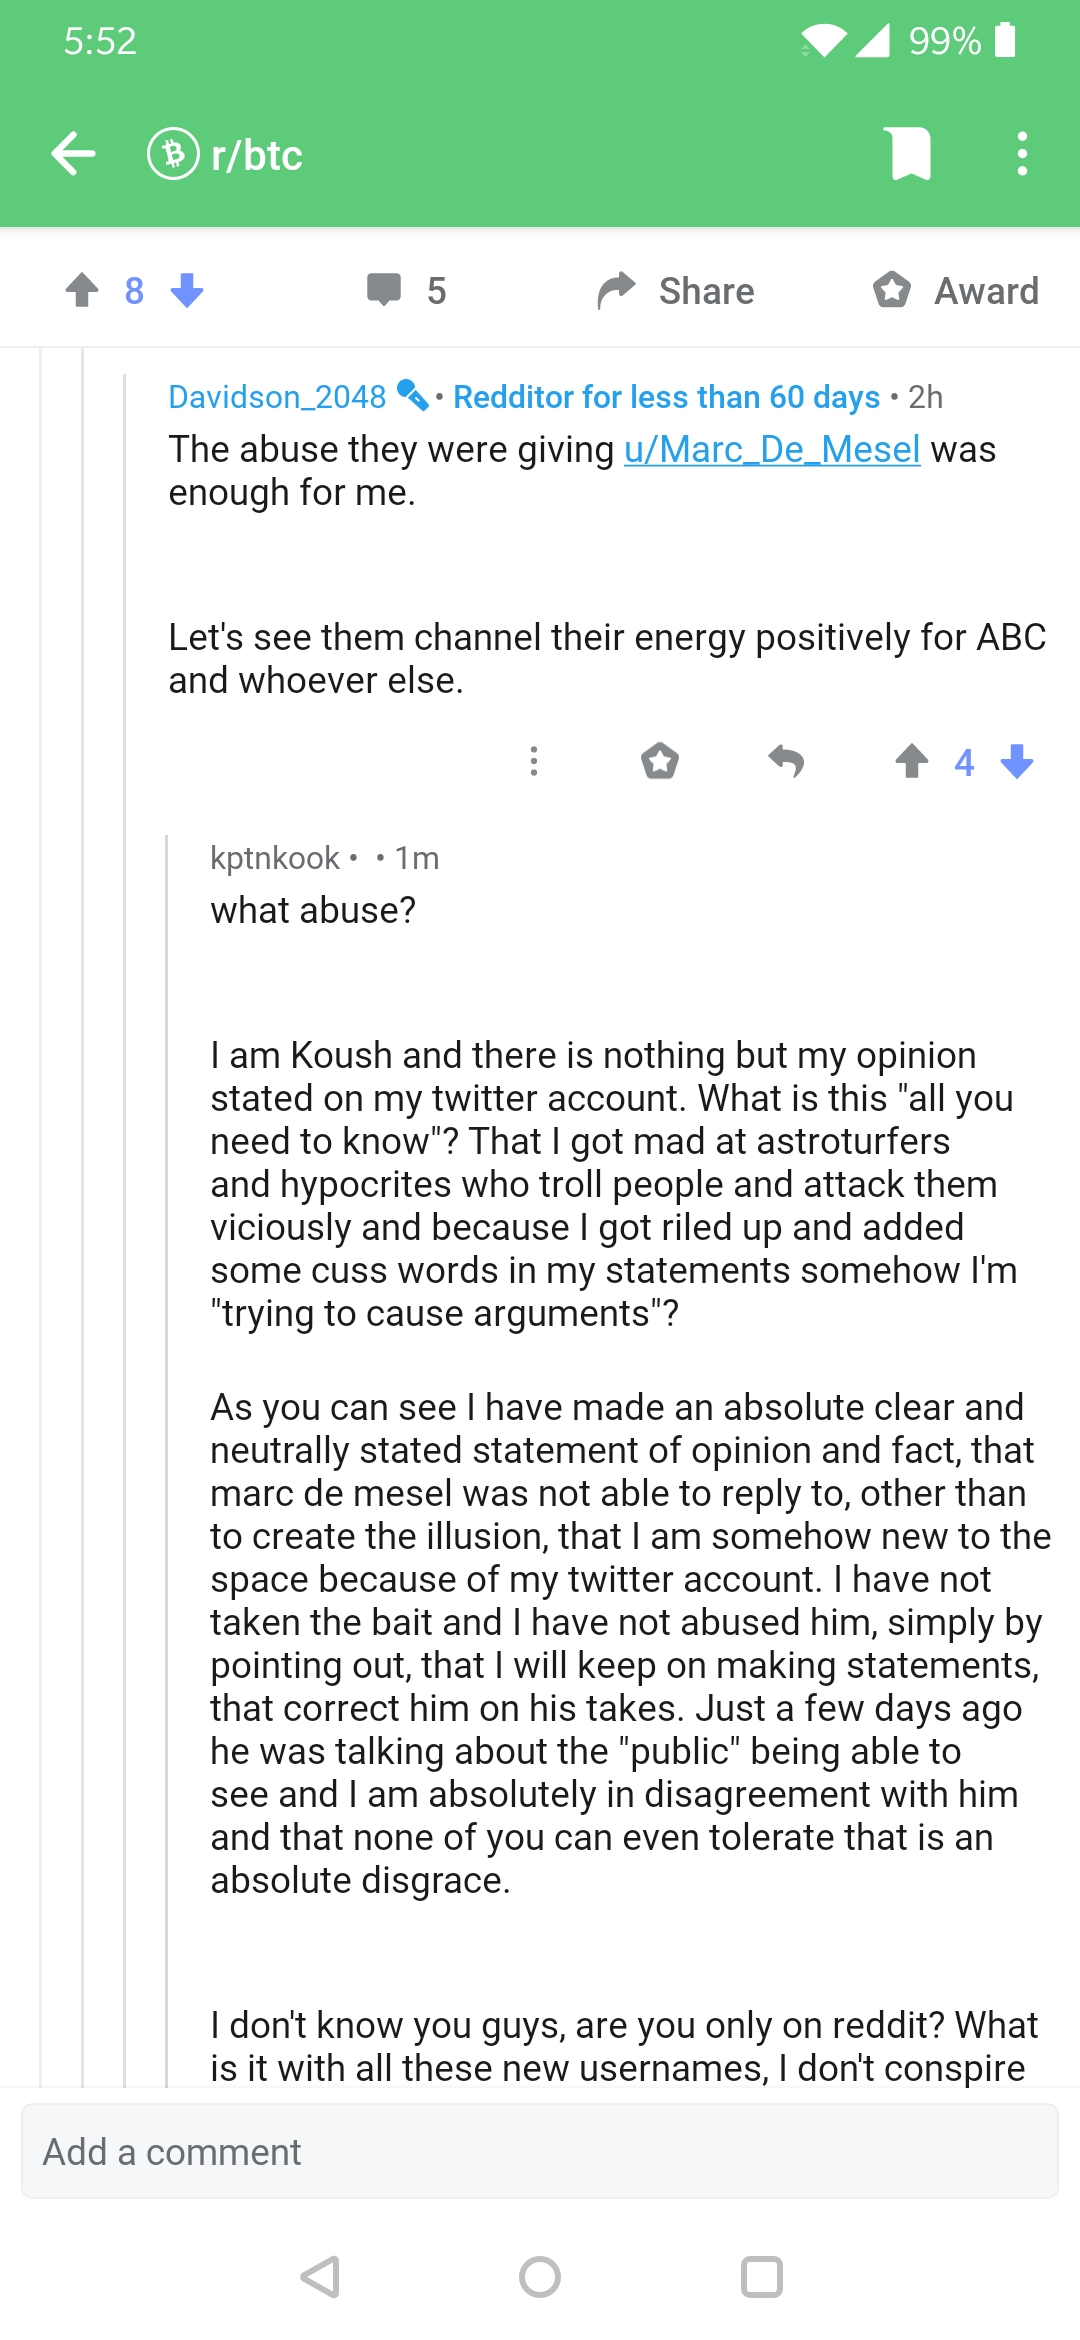 5:52
99%
r/btc
8
5
Share
Award
Davidson_2048 • Redditor for less than 60 days • 2h
The abuse they were giving u/Marc_De_Mesel was
enough for me.
Let's see them channel their energy positively for ABC
and whoever else.
4
kptnkook • • 1m
what abuse?
I am Koush and there is nothing but my opinion
stated on my twitter account. What is this "all you
need to know"? That I got mad at astroturfers
and hypocrites who troll people and attack them
viciously and because I got riled up and added
some cuss words in my statements somehow I'm
"trying to cause arguments"?
As you can see I have made an absolute clear and
neutrally stated statement of opinion and fact, that
marc de mesel was not able to reply to, other than
to create the illusion, that I am somehow new to the
space because of my twitter account. I have not
taken the bait and I have not abused him, simply by
pointing out, that I will keep on making statements,
that correct him on his takes. Just a few days ago
he was talking about the "public" being able to
see and I am absolutely in disagreement with him
and that none of you can even tolerate that is an
absolute disgrace.
I don't know you guys, are you only on reddit? What
is it with all these new usernames, I don't conspire
Add a comment